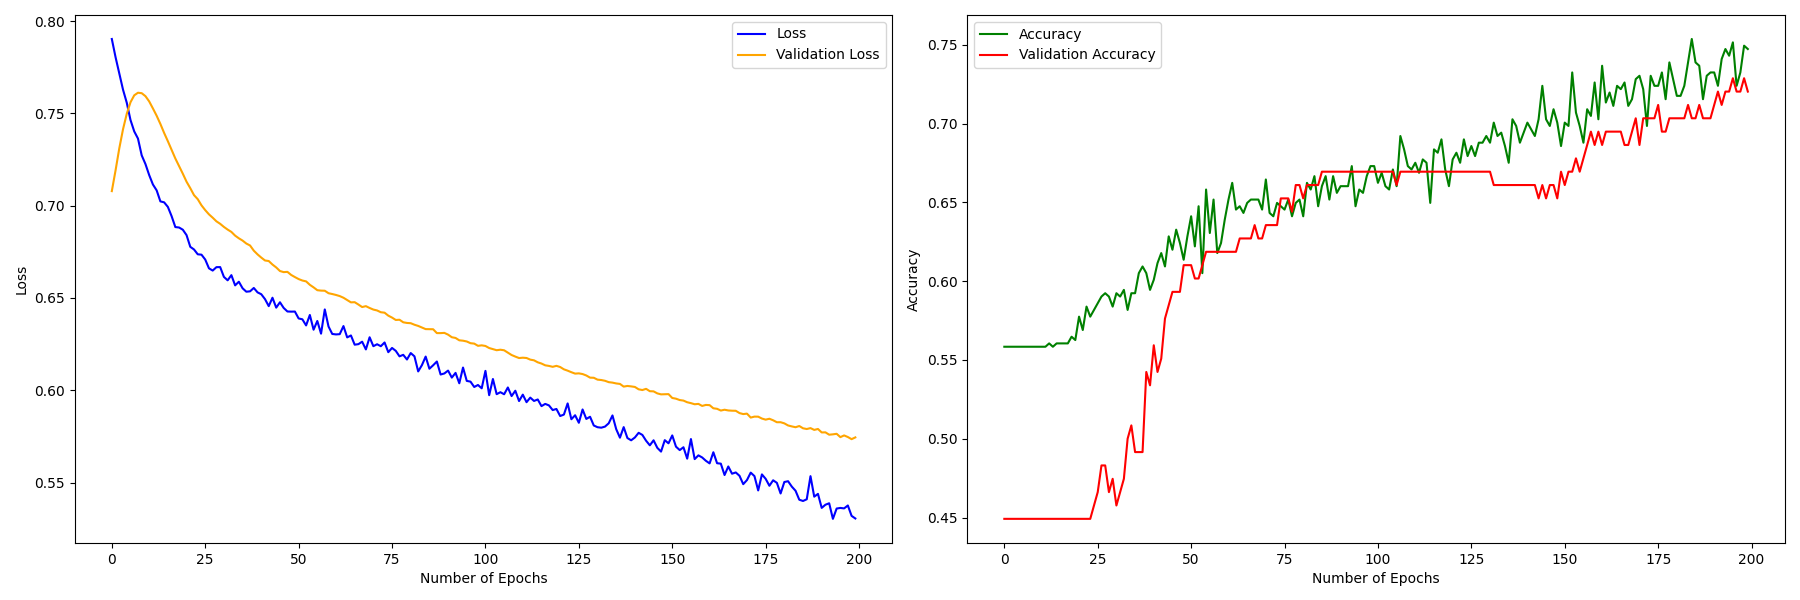 0.80
0.75
0.70
0.65
0.60
0.55
Loss
Loss
Validation Loss
0 25 50 75 100 125 150 175 200
Number of Epochs
0.75
0.70
0.65
0.60
0.55
0.50
0.45
Accuracy
Accuracy
Validation Accuracy
0 25 50 75 100 125 150 175 200
Number of Epochs